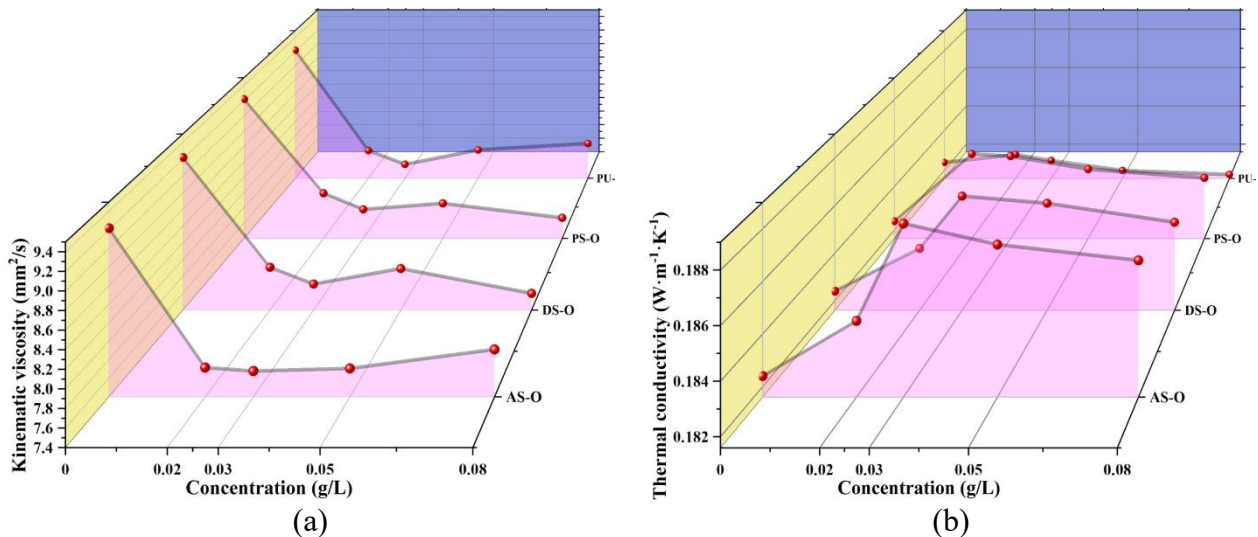 Kinematic viscosity (mm²/s)
9.4
9.2
9.0
8.8
8.6
8.4
8.2
8.0
7.8
7.6
7.4
0
0.02
0.03
0.05
0.08
Concentration (g/L)
PU-
PS-O
DS-O
AS-O
(a)
Thermal conductivity (W·m⁻¹·K⁻¹)
0.188
0.186
0.184
0.182
0
0.02
0.03
0.05
0.08
Concentration (g/L)
PU-
PS-O
DS-O
AS-O
(b)